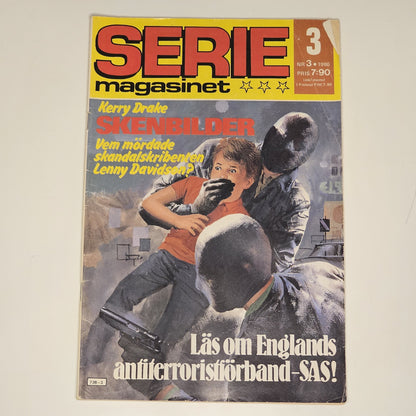 SERIE
magasinet
3
NR 3 • 1980
PRIS 7:90
Kerry Drake
SKENBILDER
Vem mördade
skandalskribenten
Lenny Davidson?
Läs om Englands
antiterroristförband-SAS!